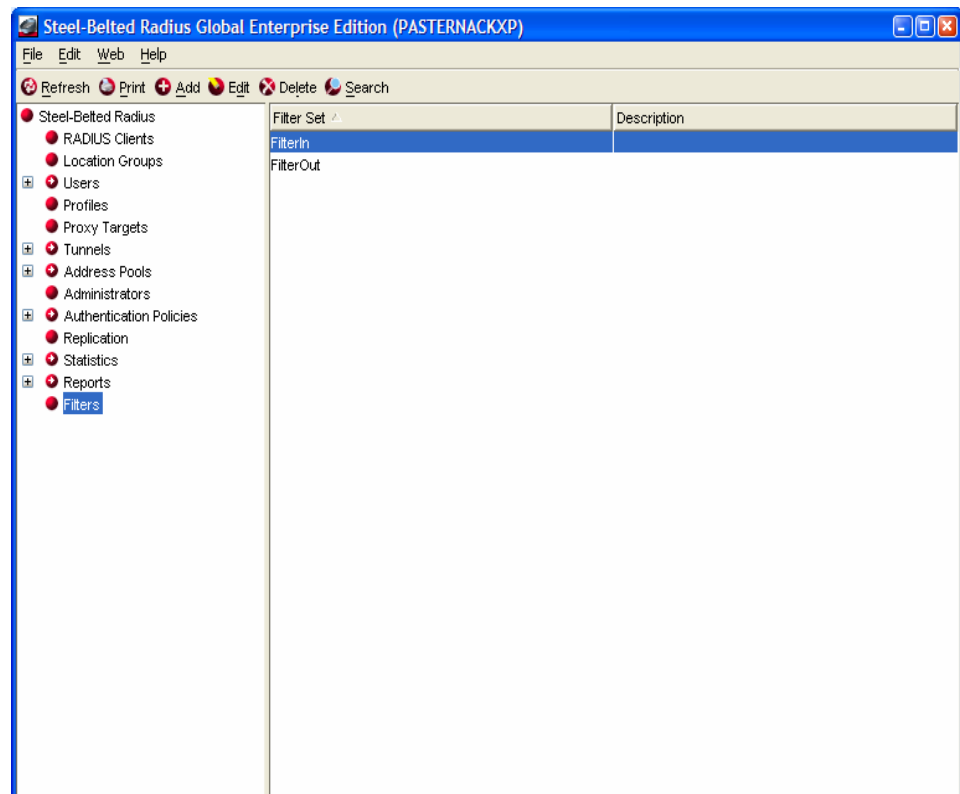 Steel-Belted Radius Global Enterprise Edition (PASTERNACKXP)
File Edit Web Help
Refresh Print Add Edit Delete Search
Steel-Belted Radius
RADIUS Clients
Location Groups
Users
Profiles
Proxy Targets
Tunnels
Address Pools
Administrators
Authentication Policies
Replication
Statistics
Reports
Filters
Filter Set Description
FilterIn
FilterOut